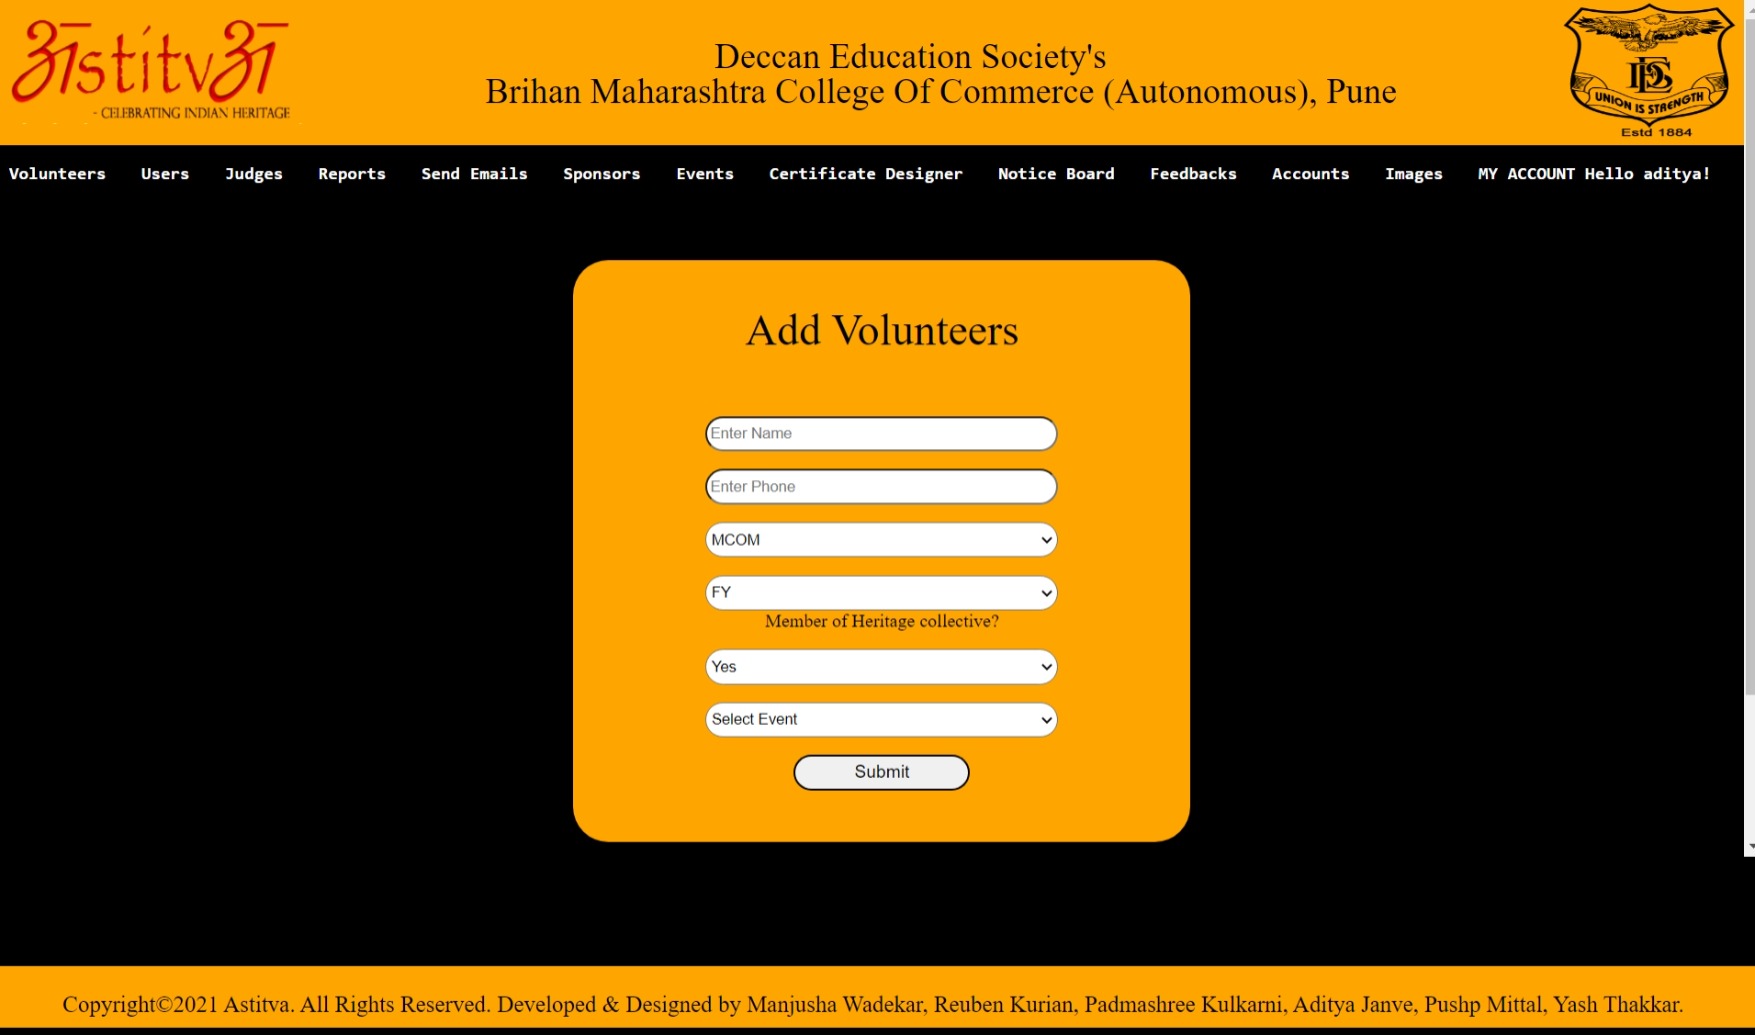 अstitvअ
- CELEBRATING INDIAN HERITAGE
Deccan Education Society's
Brihan Maharashtra College Of Commerce (Autonomous), Pune
DES
UNION IS STRENGTH
Estd 1884
Volunteers Users Judges Reports Send Emails Sponsors Events Certificate Designer Notice Board Feedbacks Accounts Images MY ACCOUNT Hello aditya!
Add Volunteers
Enter Name
Enter Phone
MCOM
FY
Member of Heritage collective?
Yes
Select Event
Submit
Copyright©2021 Astitva. All Rights Reserved. Developed & Designed by Manjusha Wadekar, Reuben Kurian, Padmashree Kulkarni, Aditya Janve, Pushp Mittal, Yash Thakkar.